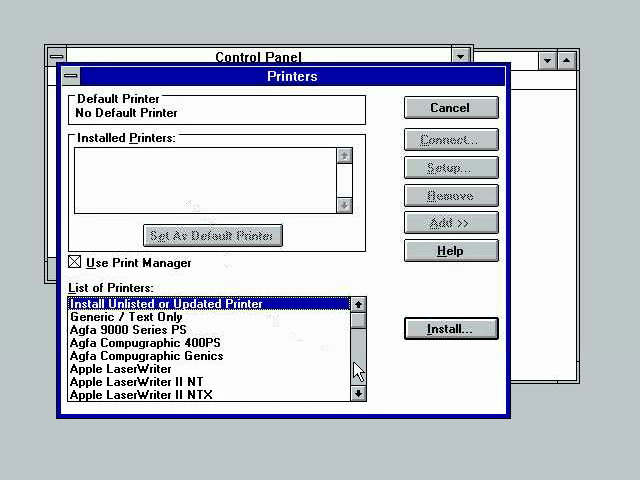 Control Panel
Printers
Default Printer
No Default Printer
Cancel
Installed Printers:
Connect...
Setup...
Remove
Add >>
Set As Default Printer
Help
Use Print Manager
List of Printers:
Install Unlisted or Updated Printer
Generic / Text Only
Agfa 9000 Series PS
Install...
Agfa Compugraphic 400PS
Agfa Compugraphic Genics
Apple LaserWriter
Apple LaserWriter II NT
Apple LaserWriter II NTX